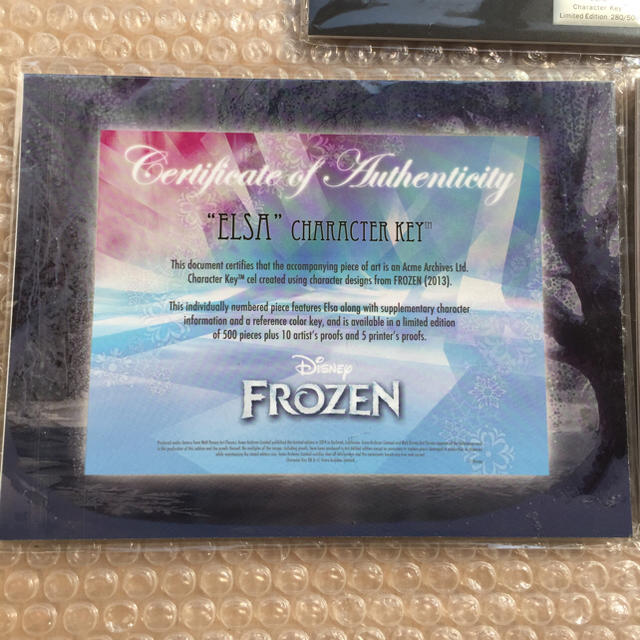 Character Key
Limited Edition 280/50
Certificate of Authenticity
"ELSA" CHARACTER KEY™
This document certifies that the accompanying piece of art is an Acme Archives Ltd.
Character Key™ cel created using character designs from FROZEN (2013).
This individually numbered piece features Elsa along with supplementary character
information and a reference color key, and is available in a limited edition
of 500 pieces plus 10 artist's proofs and 5 printer's proofs.
Disney
FROZEN